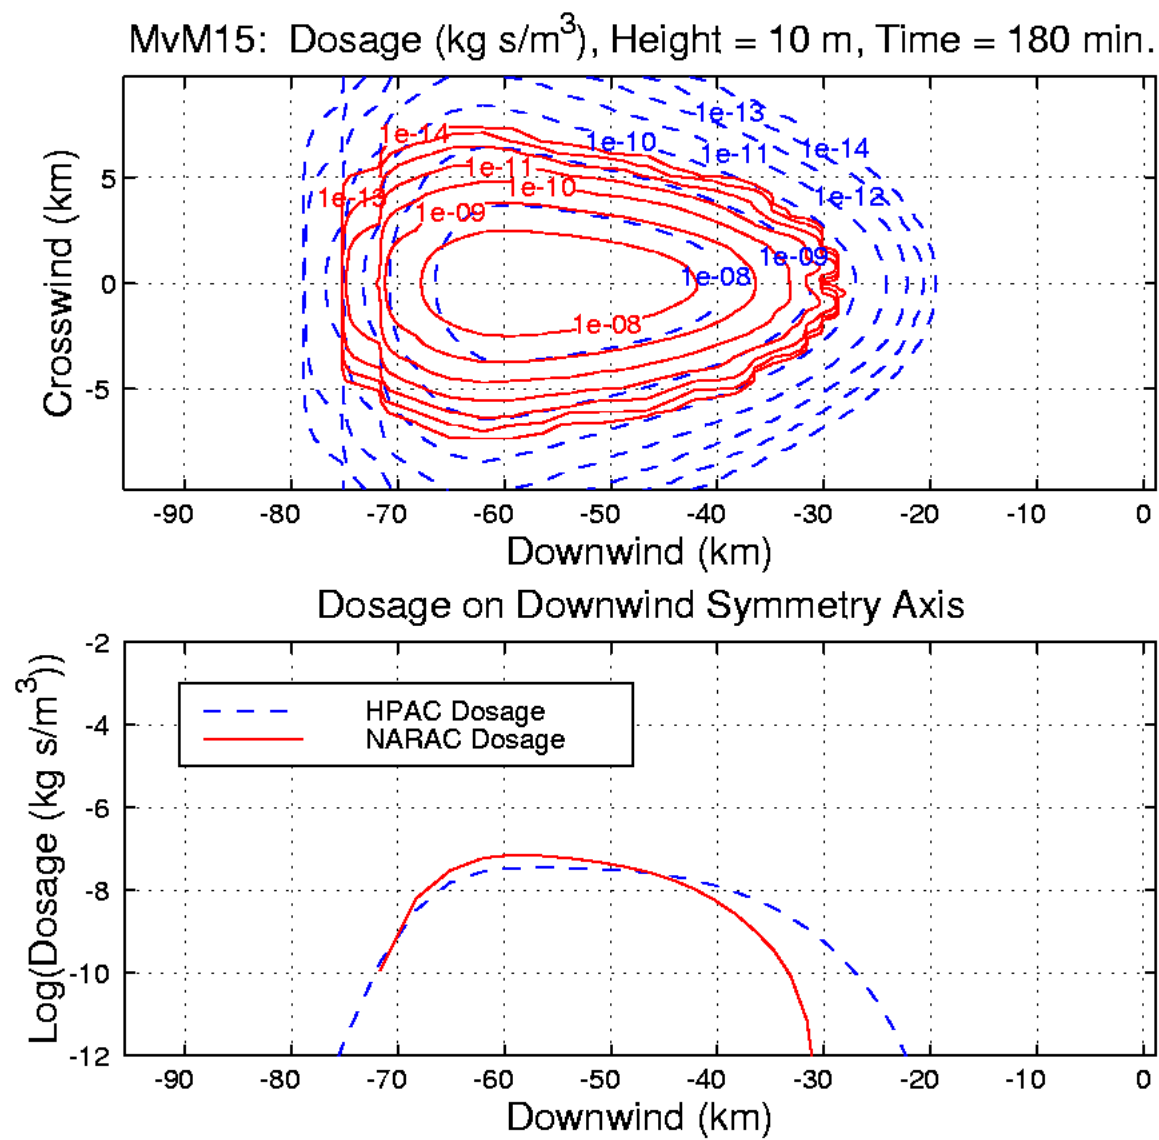 MvM15: Dosage (kg s/m³), Height = 10 m, Time = 180 min.
Crosswind (km)
5
0
-5
1e-13
1e-14
1e-10
1e-11
1e-14
1e-11
1e-10
1e-13
1e-12
1e-09
1e-09
1e-08
1e-08
-90 -80 -70 -60 -50 -40 -30 -20 -10 0
Downwind (km)
Dosage on Downwind Symmetry Axis
Log(Dosage (kg s/m³))
-2
-4
-6
-8
-10
-12
HPAC Dosage
NARAC Dosage
-90 -80 -70 -60 -50 -40 -30 -20 -10 0
Downwind (km)